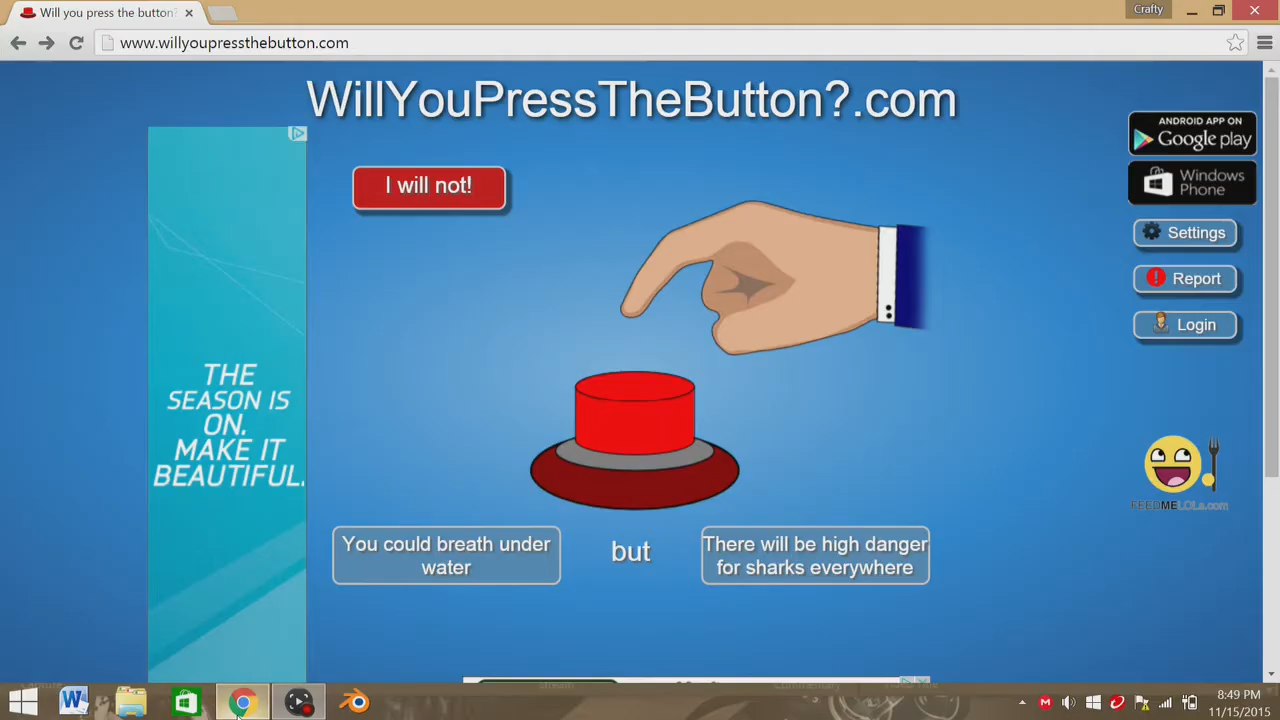 Will you press the button?
Crafty
www.willyoupressthebutton.com
WillYouPressTheButton?.com
I will not!
ANDROID APP ON
Google play
Windows
Phone
Settings
Report
Login
THE
SEASON IS
ON.
MAKE IT
BEAUTIFUL.
FEEDMELOLs.com
You could breath under
water
but
There will be high danger
for sharks everywhere
8:49 PM
11/15/2015